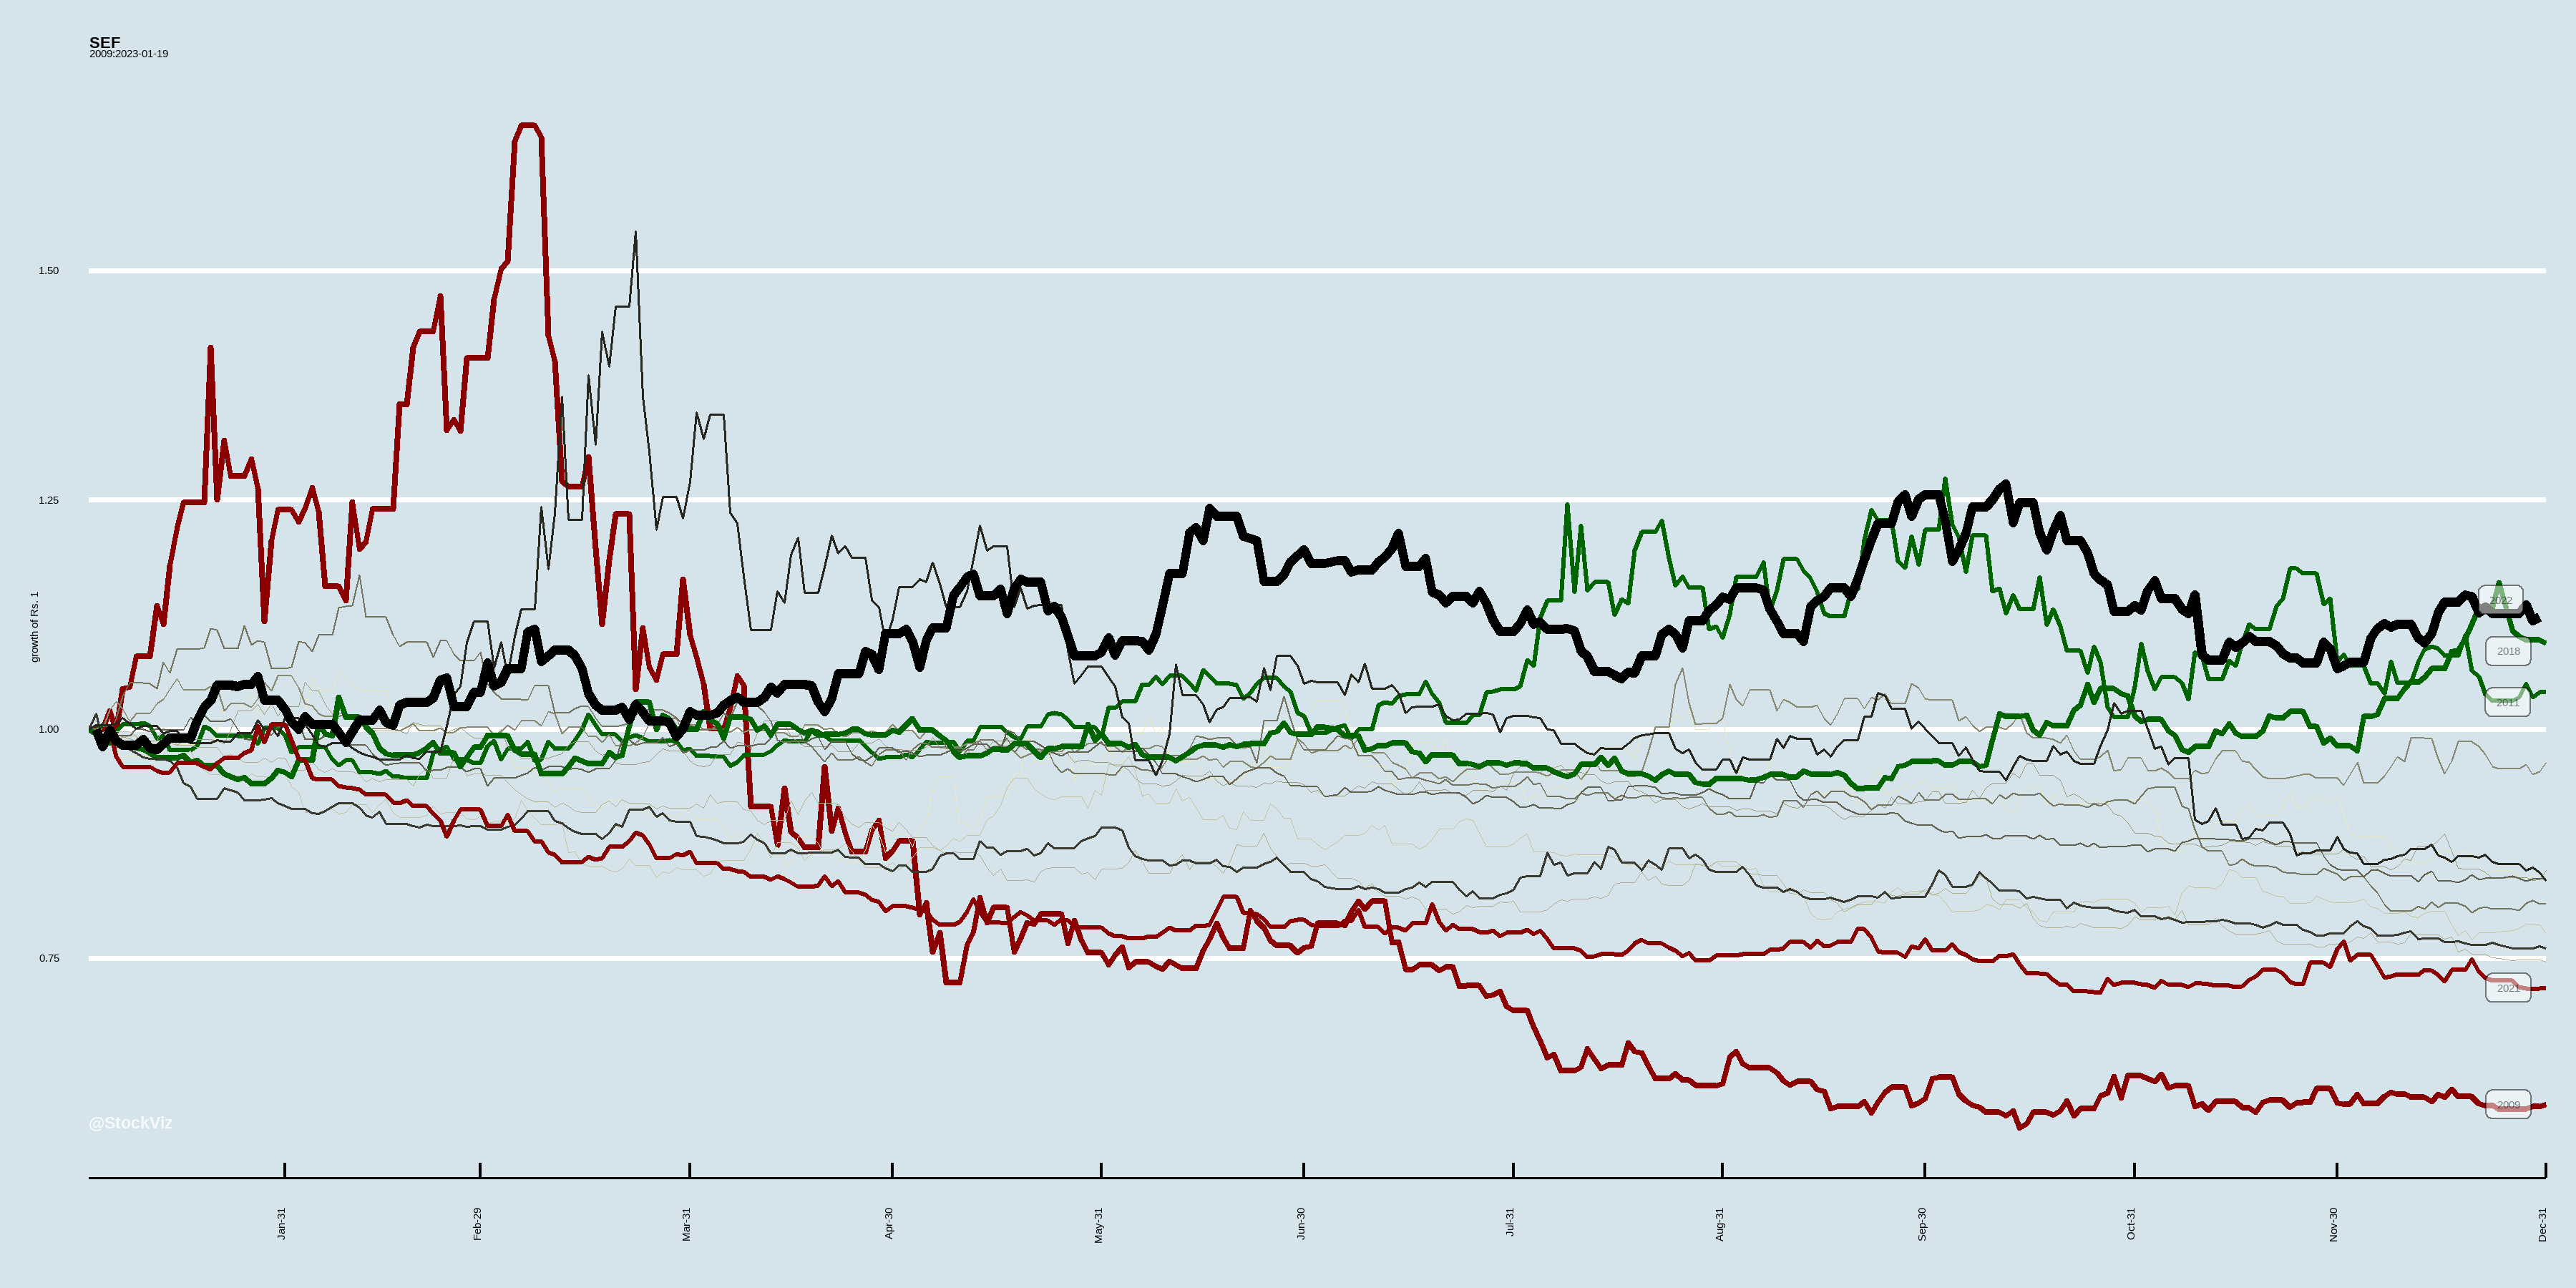 SEF
2009:2023-01-19
1.50
1.25
1.00
0.75
growth of Rs. 1
2022
2018
2011
2021
2009
@StockViz
Jan-31
Feb-29
Mar-31
Apr-30
May-31
Jun-30
Jul-31
Aug-31
Sep-30
Oct-31
Nov-30
Dec-31